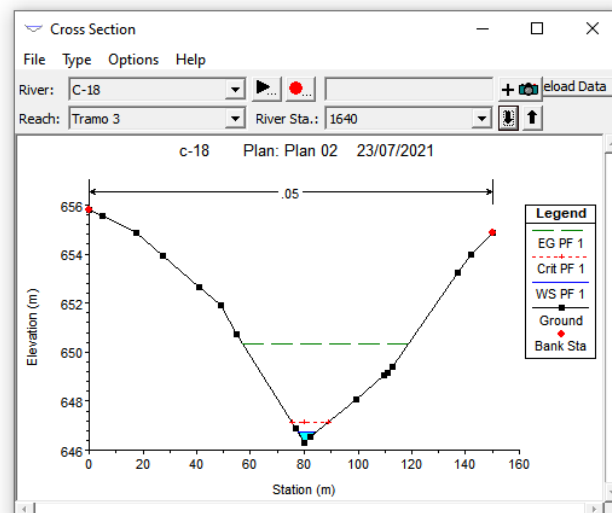 Cross Section
File Type Options Help
River: C-18 ... ... + eload Data
Reach: Tramo 3 River Sta.: 1640
c-18 Plan: Plan 02 23/07/2021
.05
Legend
EG PF 1
Crit PF 1
WS PF 1
Ground
Bank Sta
Elevation (m)
656
654
652
650
648
646
0 20 40 60 80 100 120 140 160
Station (m)